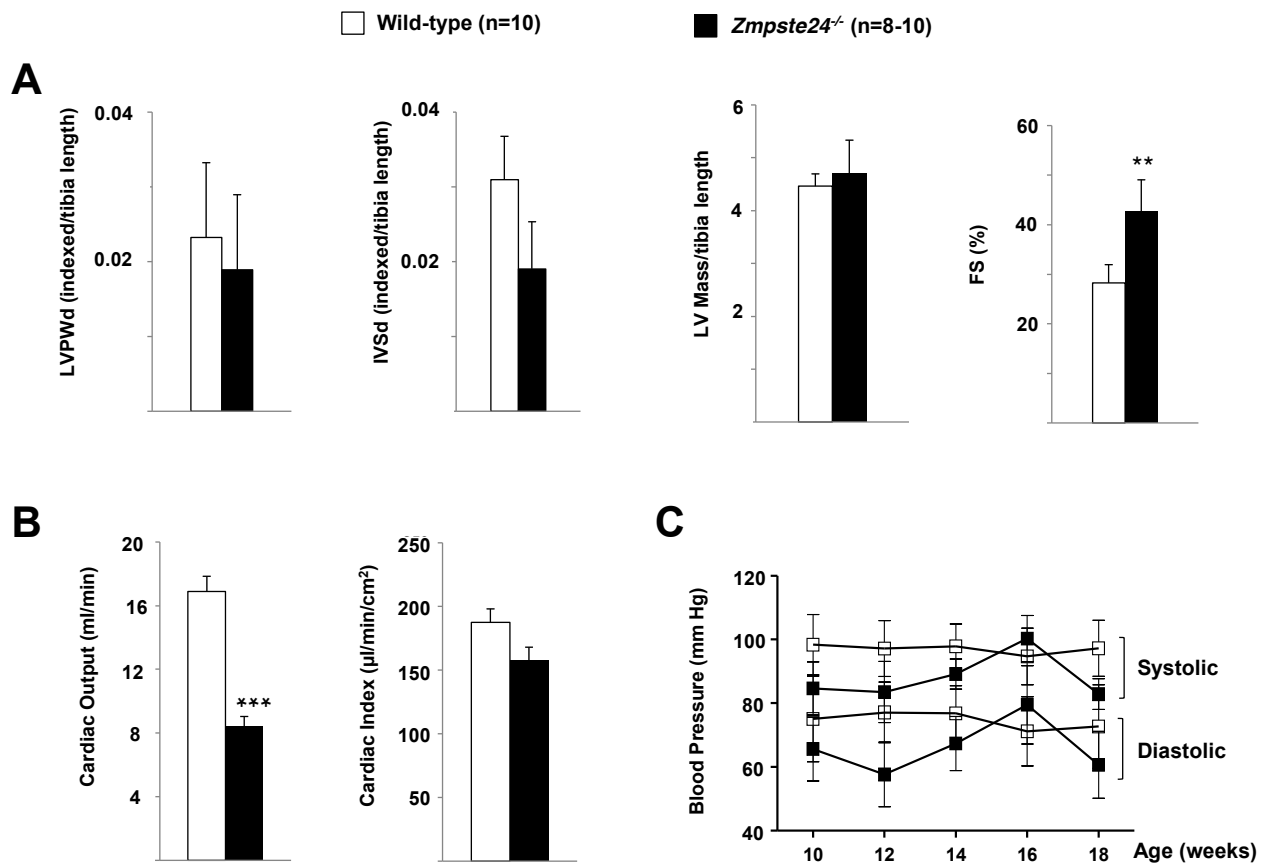 Wild-type (n=10)
Zmpste24-/- (n=8-10)
A
LVPWd (indexed/tibia length)
0.04
0.02
IVSd (indexed/tibia length)
0.04
0.02
LV Mass/tibia length
6
4
2
FS (%)
60
40
20
**
B
Cardiac Output (ml/min)
20
16
12
8
4
***
Cardiac Index (µl/min/cm²)
250
200
150
100
50
C
Blood Pressure (mm Hg)
120
100
80
60
40
Systolic
Diastolic
10 12 14 16 18 Age (weeks)